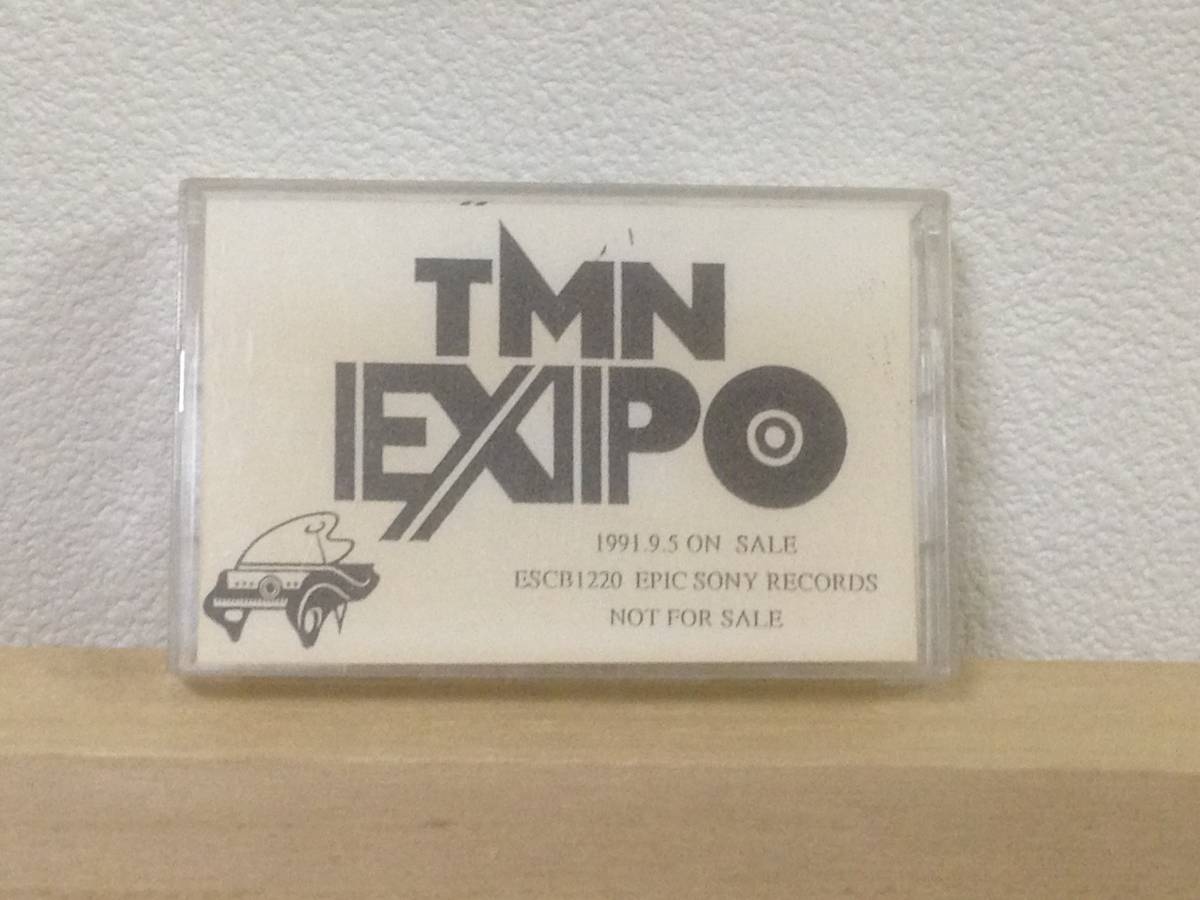 TMN
EXPO
1991.9.5 ON SALE
ESCB1220 EPIC SONY RECORDS
NOT FOR SALE